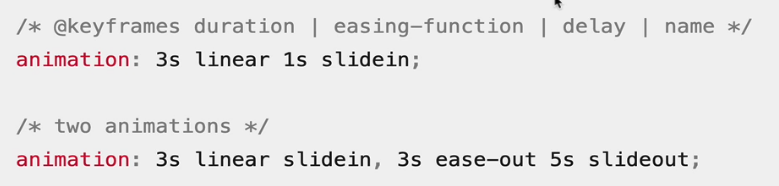 /* @keyframes duration | easing-function | delay | name */
animation: 3s linear 1s slidein;
/* two animations */
animation: 3s linear slidein, 3s ease-out 5s slideout;